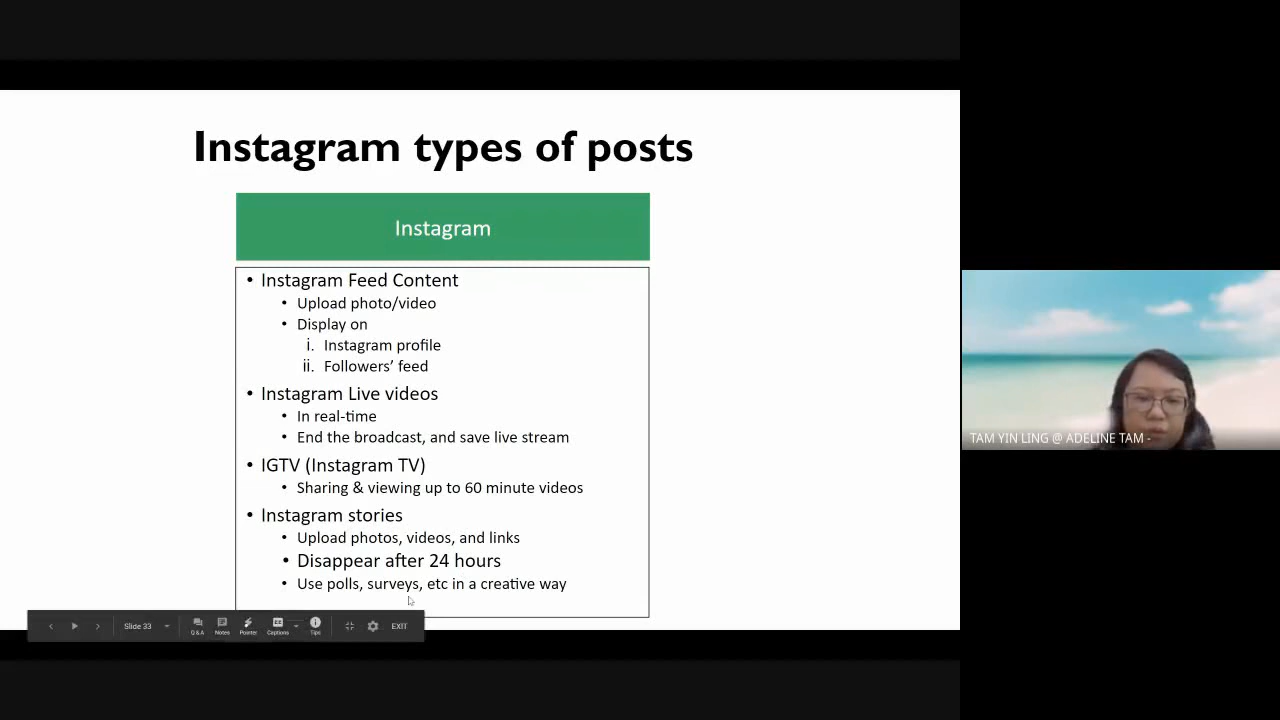 Instagram types of posts
Instagram
• Instagram Feed Content
• Upload photo/video
• Display on
i. Instagram profile
ii. Followers’ feed
• Instagram Live videos
• In real-time
• End the broadcast, and save live stream
• IGTV (Instagram TV)
• Sharing & viewing up to 60 minute videos
• Instagram stories
• Upload photos, videos, and links
• Disappear after 24 hours
• Use polls, surveys, etc in a creative way
TAM YIN LING @ ADELINE TAM -
Slide 33
Q & A
Notes
Pointer
CC
Captions
Tips
EXIT